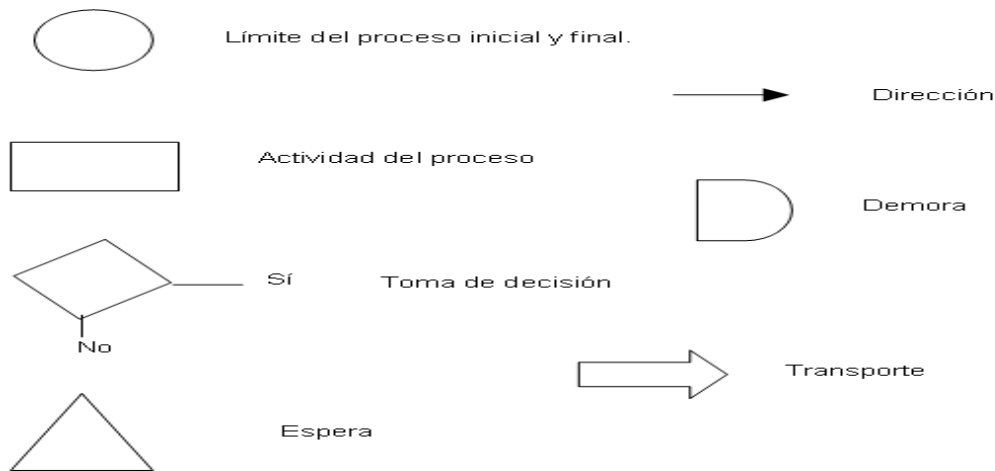 Límite del proceso inicial y final.
Dirección
Actividad del proceso
Demora
Sí
Toma de decisión
No
Transporte
Espera